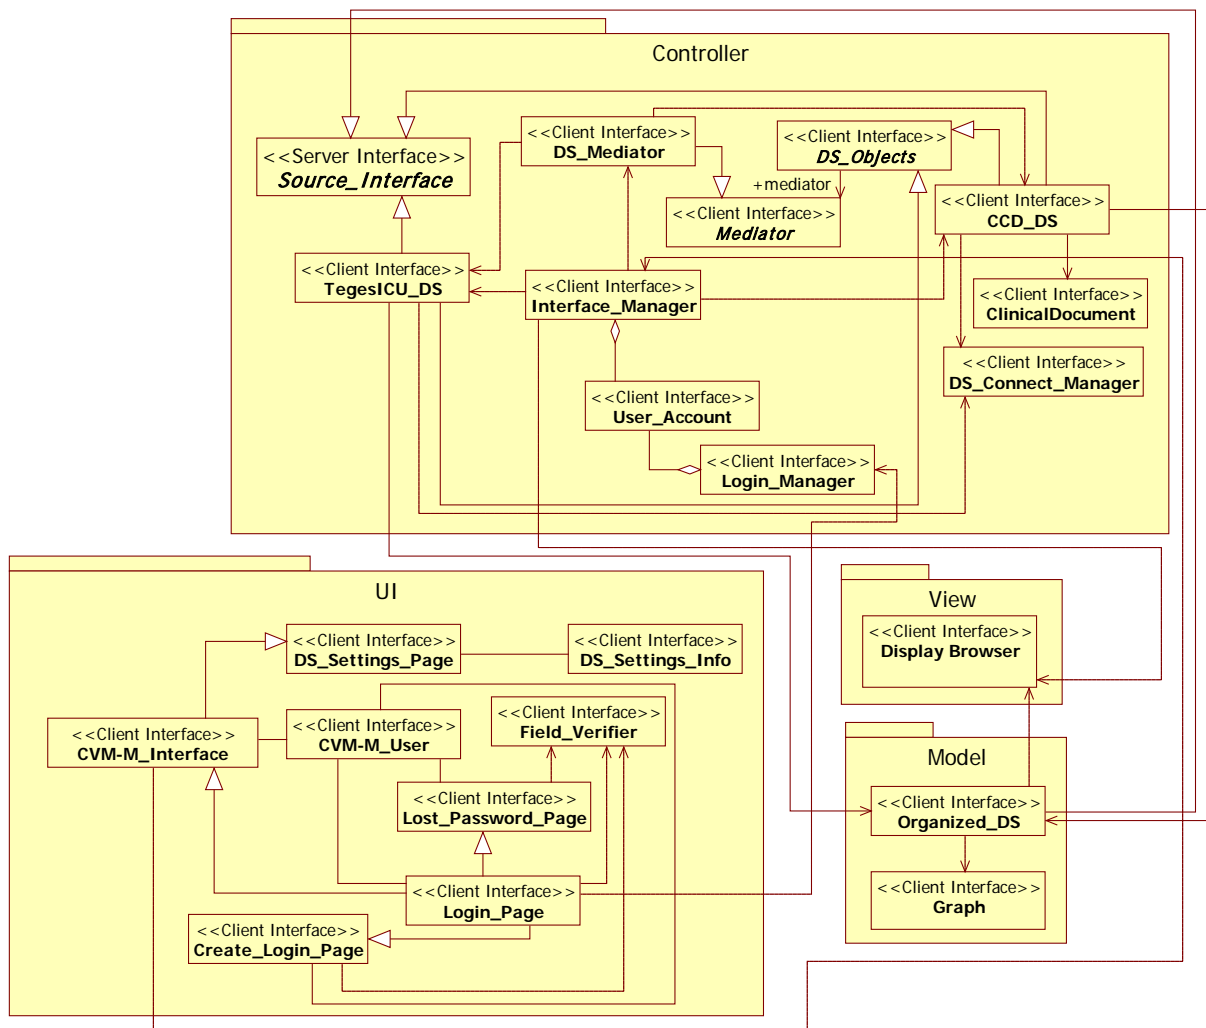 Controller
<<Server Interface>>
Source_Interface
<<Client Interface>>
DS_Mediator
<<Client Interface>>
DS_Objects
+mediator
<<Client Interface>>
Mediator
<<Client Interface>>
CCD_DS
<<Client Interface>>
TegesICU_DS
<<Client Interface>>
Interface_Manager
<<Client Interface>>
ClinicalDocument
<<Client Interface>>
DS_Connect_Manager
<<Client Interface>>
User_Account
<<Client Interface>>
Login_Manager
UI
<<Client Interface>>
DS_Settings_Page
<<Client Interface>>
DS_Settings_Info
<<Client Interface>>
CVM-M_Interface
<<Client Interface>>
CVM-M_User
<<Client Interface>>
Field_Verifier
<<Client Interface>>
Lost_Password_Page
<<Client Interface>>
Login_Page
<<Client Interface>>
Create_Login_Page
View
<<Client Interface>>
Display Browser
Model
<<Client Interface>>
Organized_DS
<<Client Interface>>
Graph